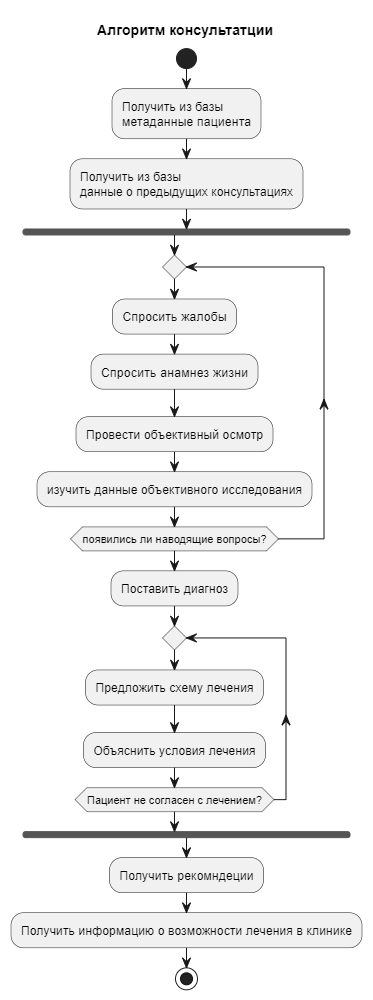 Алгоритм консультатции
Получить из базы
метаданные пациента
Получить из базы
данные о предыдущих консультациях
Спросить жалобы
Спросить анамнез жизни
Провести объективный осмотр
изучить данные объективного исследования
появились ли наводящие вопросы?
Поставить диагноз
Предложить схему лечения
Объяснить условия лечения
Пациент не согласен с лечением?
Получить рекомндеции
Получить информацию о возможности лечения в клинике